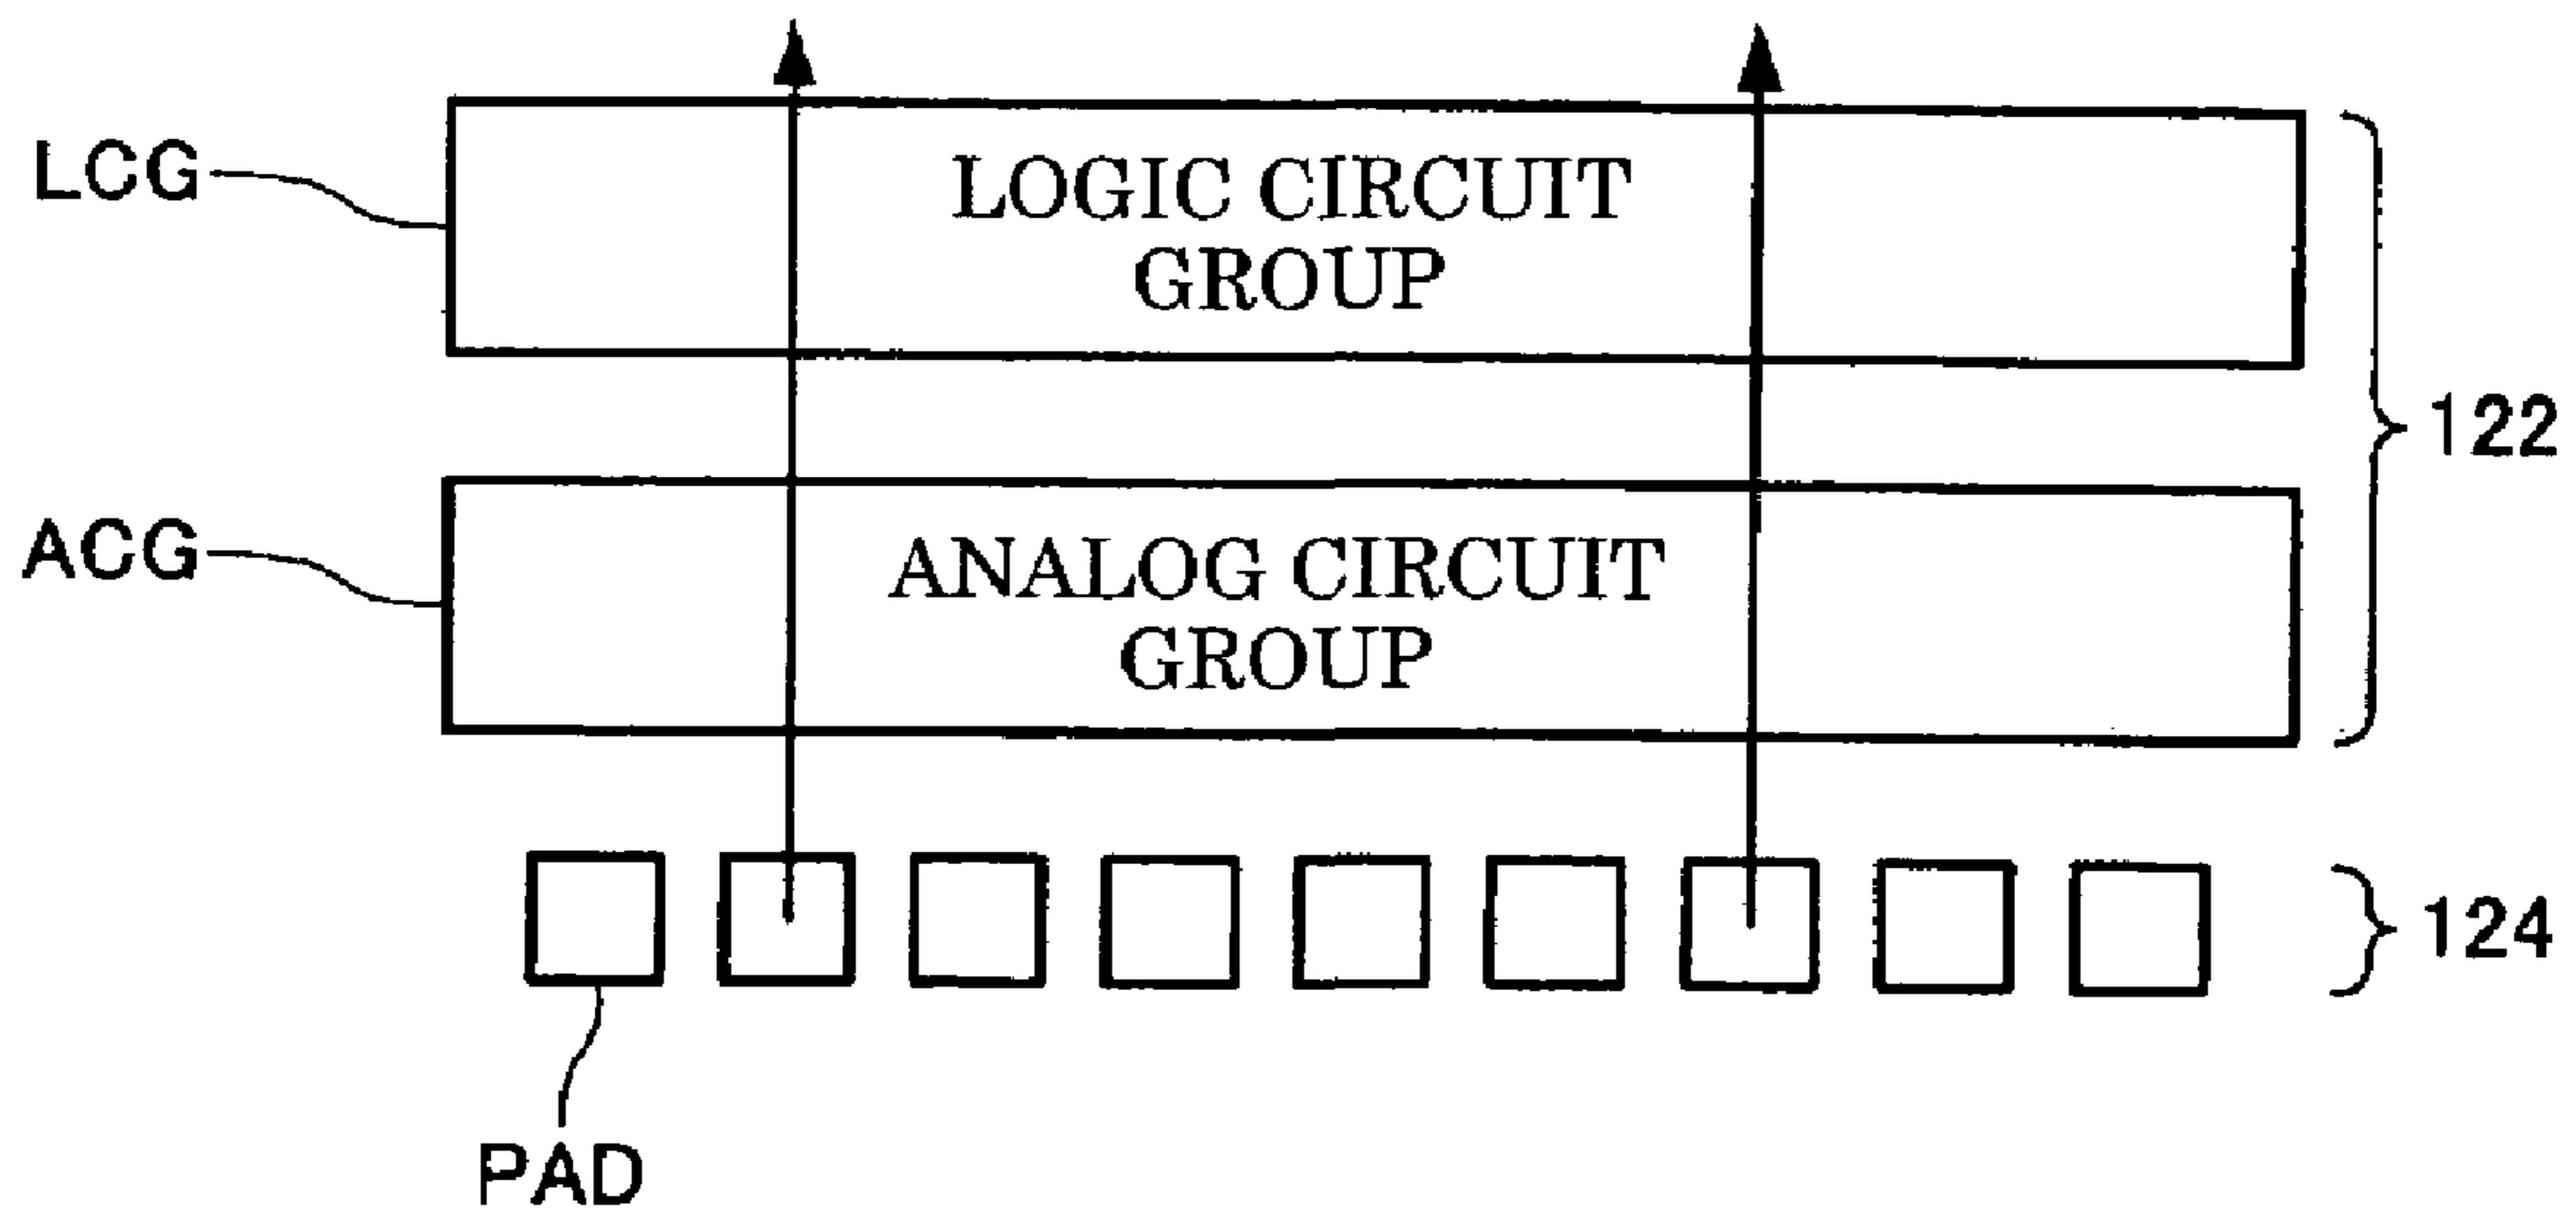 LCG
LOGIC CIRCUIT
GROUP
122
ACG
ANALOG CIRCUIT
GROUP
124
PAD